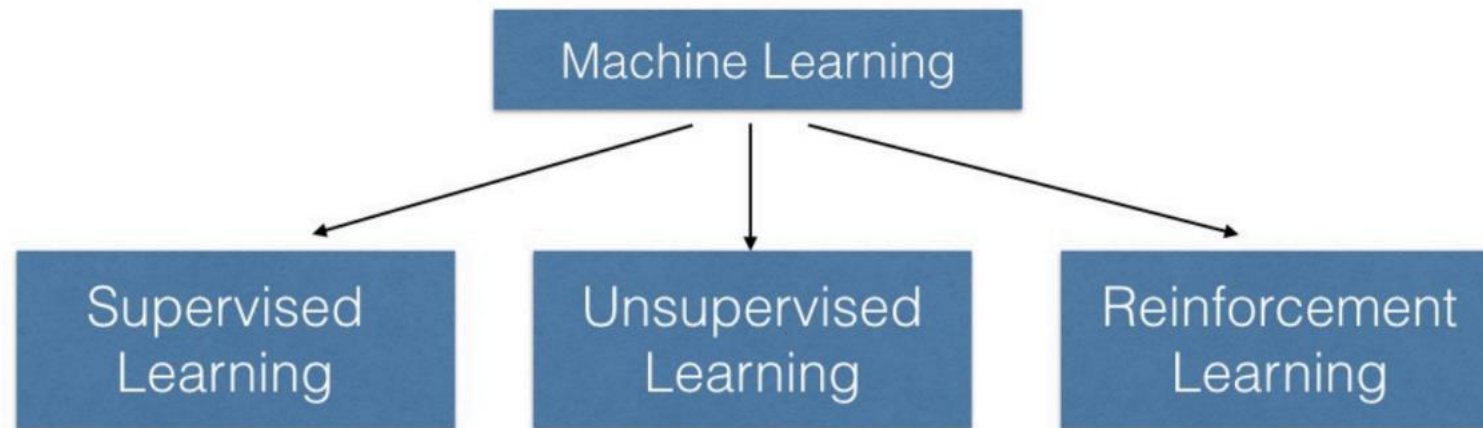 Machine Learning
Supervised
Learning
Unsupervised
Learning
Reinforcement
Learning